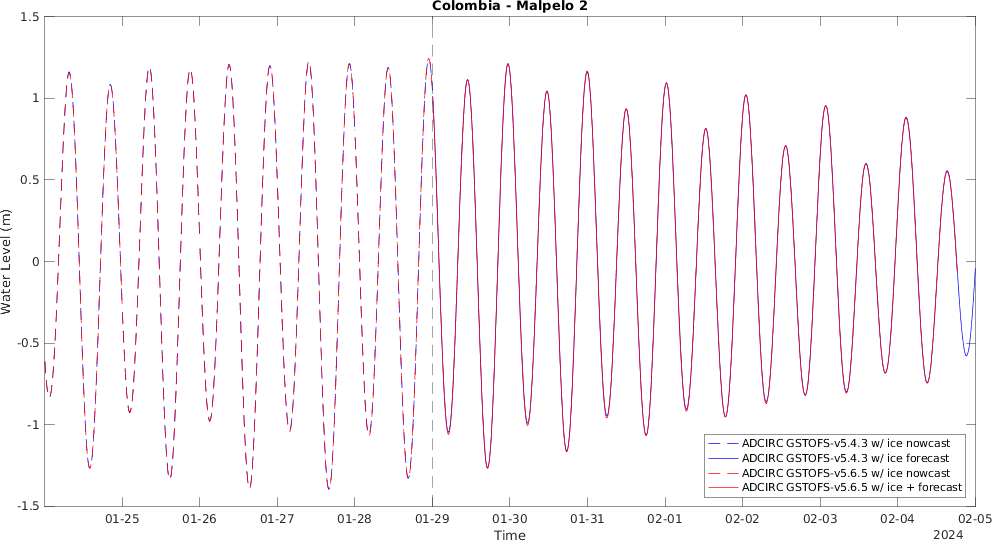 Colombia - Malpelo 2
1.5
1
0.5
0
-0.5
-1
-1.5
Water Level (m)
ADCIRC GSTOFS-v5.4.3 w/ ice nowcast
ADCIRC GSTOFS-v5.4.3 w/ ice forecast
ADCIRC GSTOFS-v5.6.5 w/ ice nowcast
ADCIRC GSTOFS-v5.6.5 w/ ice + forecast
01-25 01-26 01-27 01-28 01-29 01-30 01-31 02-01 02-02 02-03 02-04 02-05
Time
2024